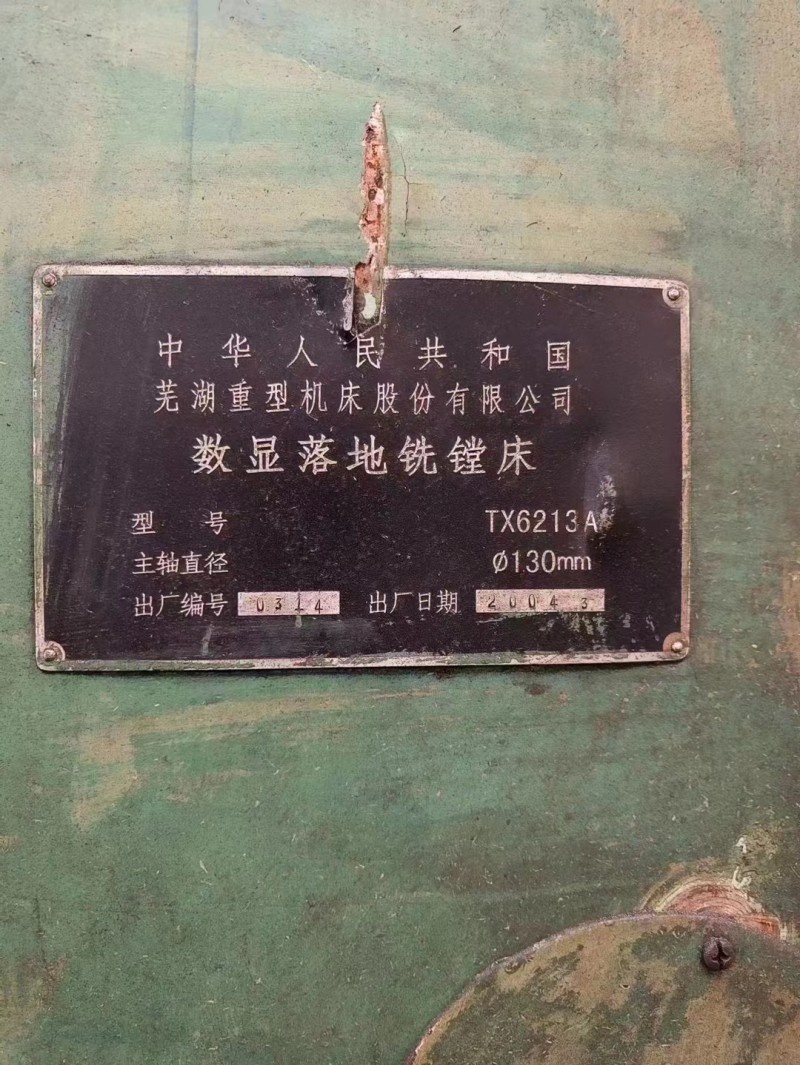 中华人民共和国
芜湖重型机床股份有限公司
数显落地铣镗床
型号 TX6213A
主轴直径 Ø130mm
出厂编号 0314 出厂日期 2004 3